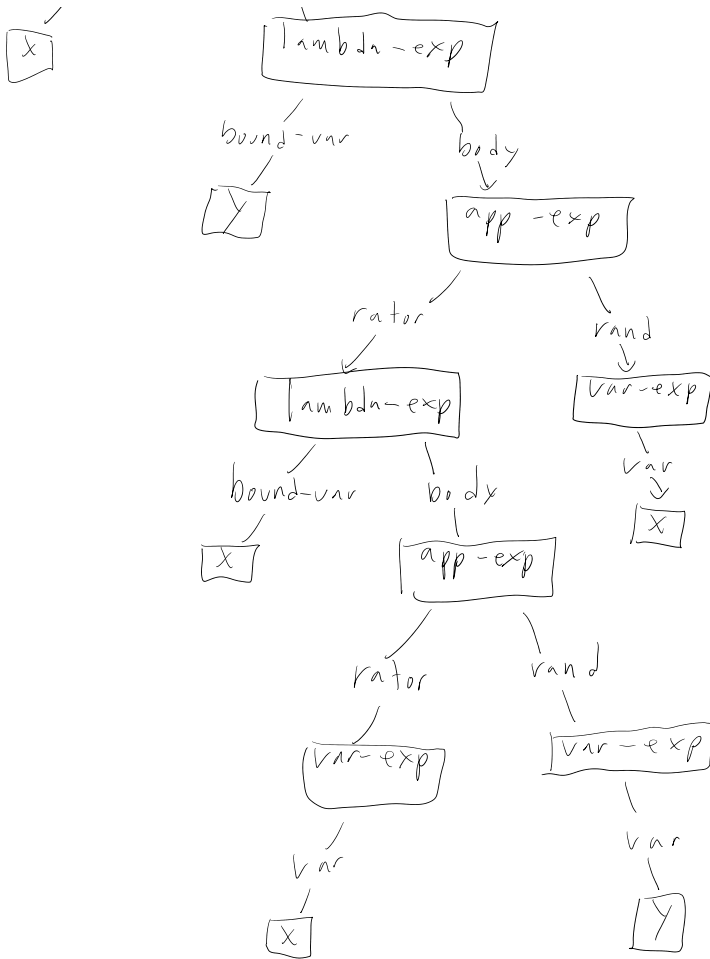 x
lambda-exp
bound-var
body
y
app-exp
rator
rand
lambda-exp
var-exp
bound-var
body
var
x
app-exp
x
rator
rand
var-exp
var-exp
var
var
x
y